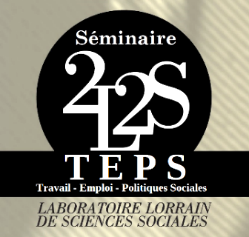 Séminaire
2L2S
TEPS
Travail - Emploi - Politiques Sociales
LABORATOIRE LORRAIN
DE SCIENCES SOCIALES